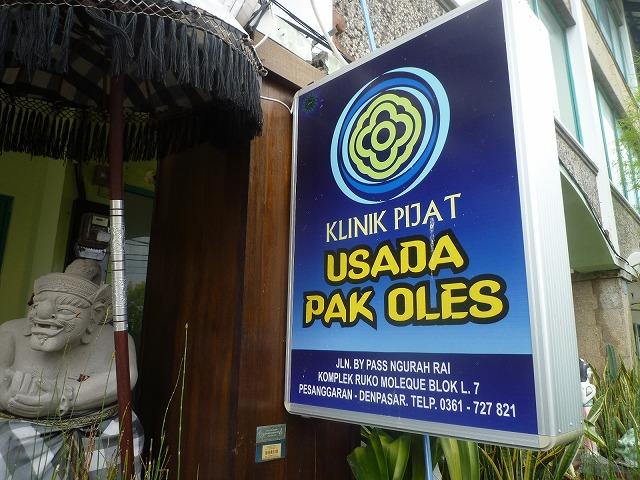 KLINIK PIJAT
USADA
PAK OLES
JLN. BY PASS NGURAH RAI
KOMPLEK RUKO MOLEQUE BLOK L. 7
PESANGGARAN - DENPASAR. TELP. 0361 - 727 821